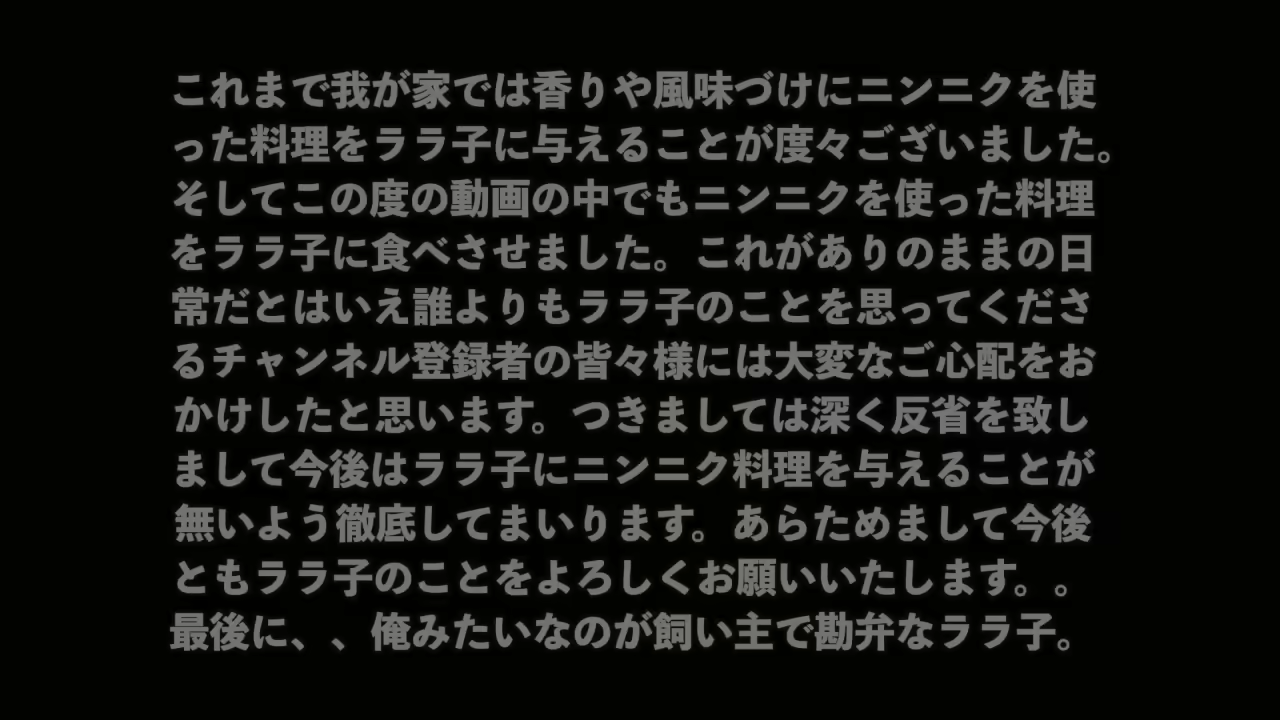 これまで我が家では香りや風味づけにニンニクを使
った料理をララ子に与えることが度々ございました。
そしてこの度の動画の中でもニンニクを使った料理
をララ子に食べさせました。これがありのままの日
常だとはいえ誰よりもララ子のことを思ってくださ
るチャンネル登録者の皆々様には大変なご心配をお
かけしたと思います。つきましては深く反省を致し
まして今後はララ子にニンニク料理を与えることが
無いよう徹底してまいります。あらためまして今後
ともララ子のことをよろしくお願いいたします。。
最後に、、俺みたいなのが飼い主で勘弁なララ子。